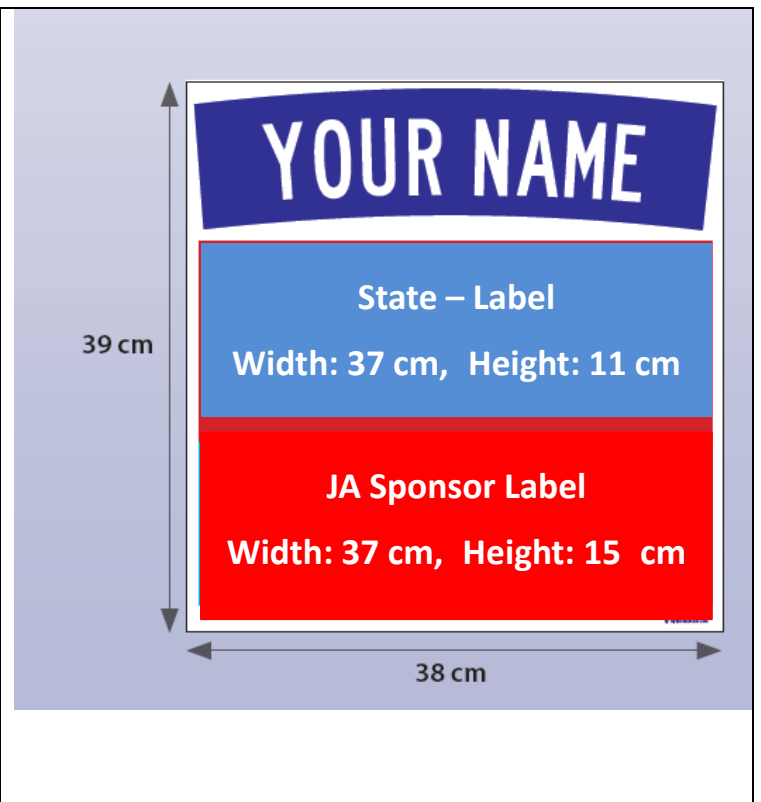 YOUR NAME
State – Label
Width: 37 cm, Height: 11 cm
39 cm
JA Sponsor Label
Width: 37 cm, Height: 15 cm
38 cm